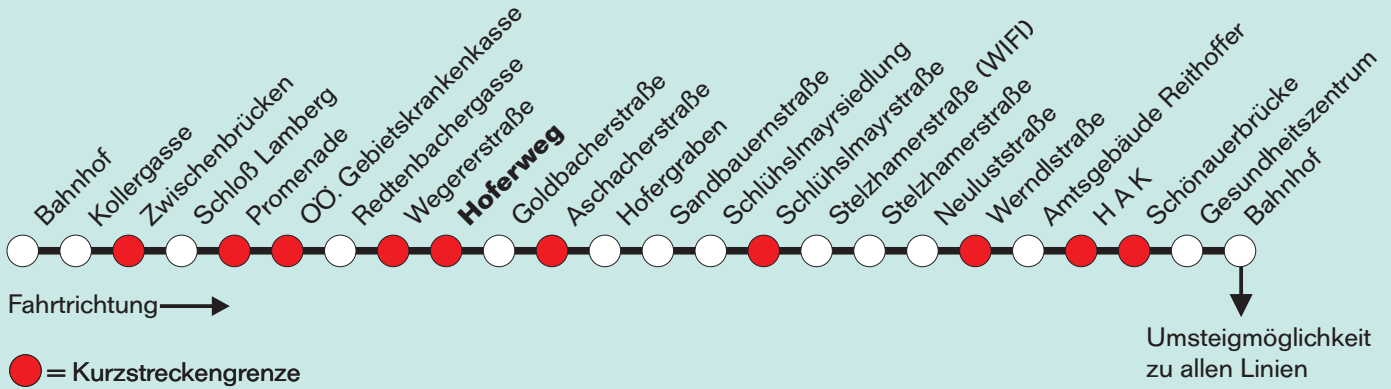 Bahnhof
Kollergasse
Zwischenbrücken
Schloß Lamberg
Promenade
OÖ. Gebietskrankenkasse
Redtenbachergasse
Wegererstraße
Hoferweg
Goldbacherstraße
Aschacherstraße
Hofergraben
Sandbauernstraße
Schlühslmayrsiedlung
Schlühslmayrstraße
Stelzhamerstraße (WIFI)
Stelzhamerstraße
Neuluststraße
Werndlstraße
Amtsgebäude Reithoffer
H A K
Schönauerbrücke
Gesundheitszentrum
Bahnhof
Fahrtrichtung
Umsteigmöglichkeit
zu allen Linien
= Kurzstreckengrenze